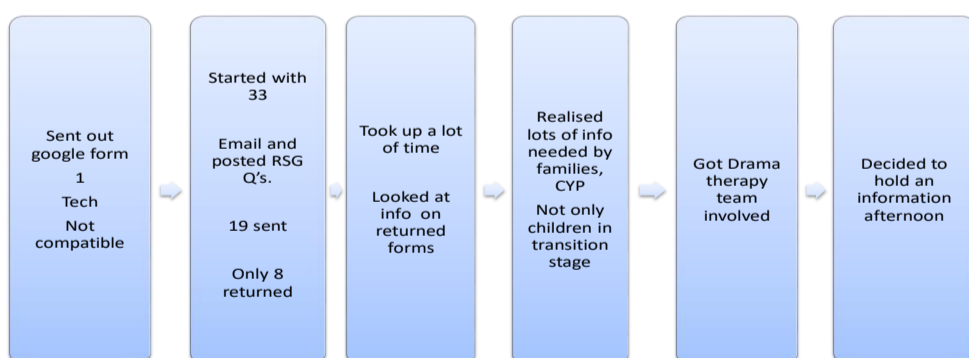 Sent out
google form
1
Tech
Not
compatible
Started with
33
Email and
posted RSG
Q's.
19 sent
Only 8
returned
Took up a lot
of time
Looked at
info on
returned
forms
Realised
lots of info
needed by
families,
CYP
Not only
children in
transition
stage
Got Drama
therapy
team
involved
Decided to
hold an
information
afternoon